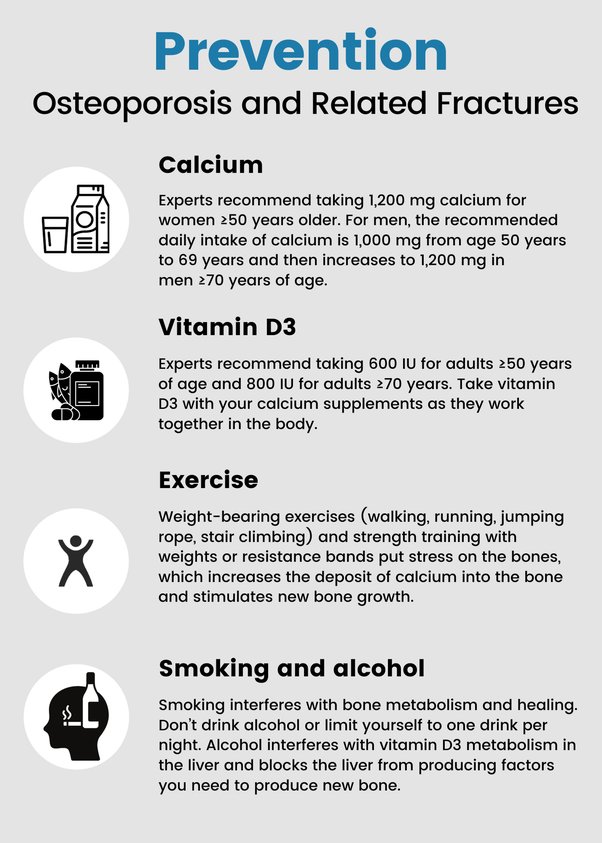 Prevention
Osteoporosis and Related Fractures
Calcium
Experts recommend taking 1,200 mg calcium for
women ≥50 years older. For men, the recommended
daily intake of calcium is 1,000 mg from age 50 years
to 69 years and then increases to 1,200 mg in
men ≥70 years of age.
Vitamin D3
Experts recommend taking 600 IU for adults ≥50 years
of age and 800 IU for adults ≥70 years. Take vitamin
D3 with your calcium supplements as they work
together in the body.
Exercise
Weight-bearing exercises (walking, running, jumping
rope, stair climbing) and strength training with
weights or resistance bands put stress on the bones,
which increases the deposit of calcium into the bone
and stimulates new bone growth.
Smoking and alcohol
Smoking interferes with bone metabolism and healing.
Don't drink alcohol or limit yourself to one drink per
night. Alcohol interferes with vitamin D3 metabolism in
the liver and blocks the liver from producing factors
you need to produce new bone.